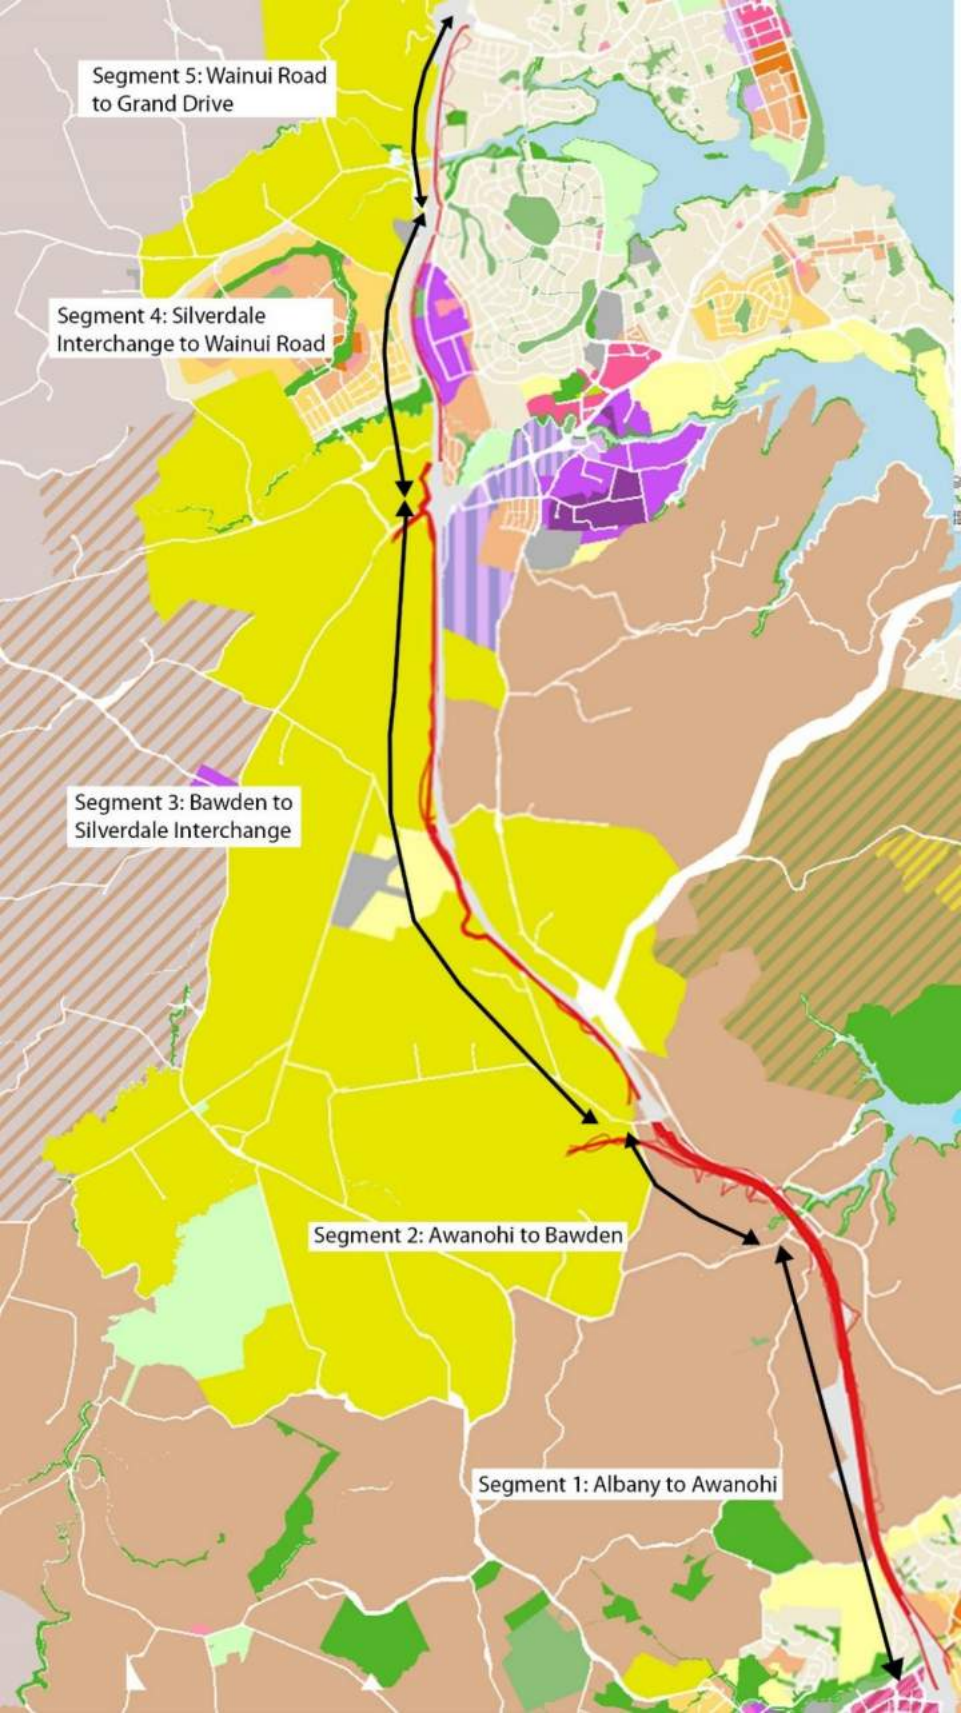 Segment 5: Wainui Road
to Grand Drive
Segment 4: Silverdale
Interchange to Wainui Road
Segment 3: Bawden to
Silverdale Interchange
Segment 2: Awanohi to Bawden
Segment 1: Albany to Awanohi